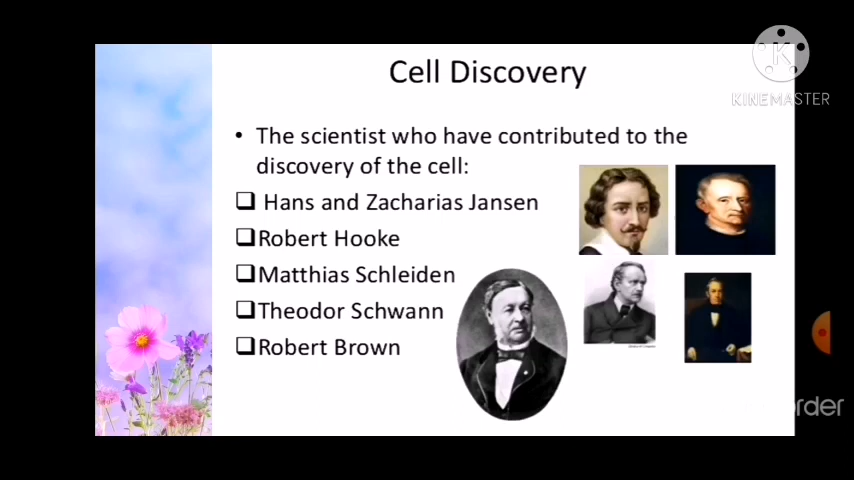 Cell Discovery
K
KINEMASTER
• The scientist who have contributed to the
discovery of the cell:
❑ Hans and Zacharias Jansen
❑Robert Hooke
❑Matthias Schleiden
❑Theodor Schwann
❑Robert Brown
order